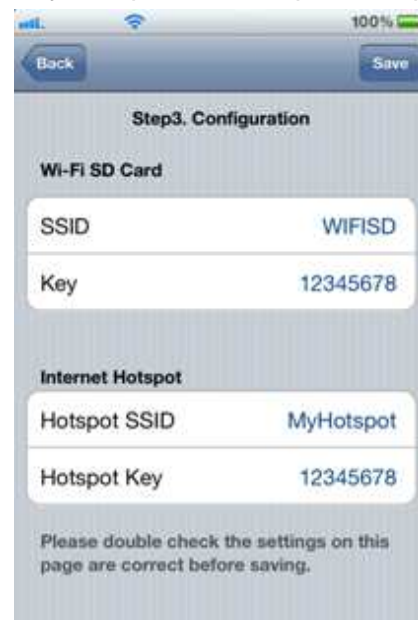 100%
Back
Save
Step3. Configuration
Wi-Fi SD Card
SSID WIFISD
Key 12345678
Internet Hotspot
Hotspot SSID MyHotspot
Hotspot Key 12345678
Please double check the settings on this
page are correct before saving.